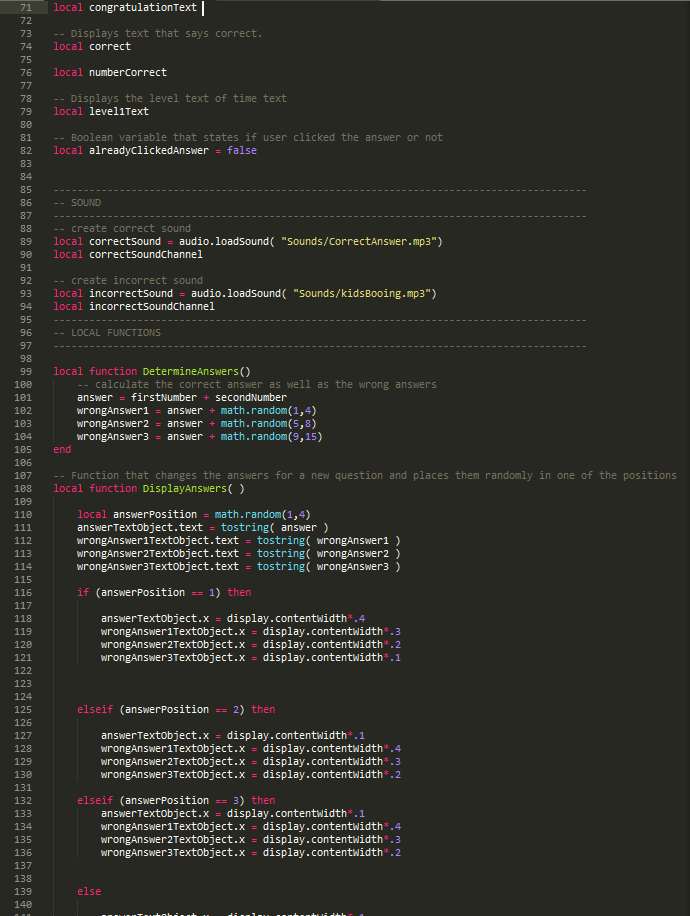 71 local congratulationText
72
73 -- Displays text that says correct.
74 local correct
75
76 local numberCorrect
77
78 -- Displays the level text of time text
79 local level1Text
80
81 -- Boolean variable that states if user clicked the answer or not
82 local alreadyClickedAnswer = false
83
84
85 -----------------------------------------------------------------------------------------
86 -- SOUND
87 -----------------------------------------------------------------------------------------
88 -- create correct sound
89 local correctSound = audio.loadSound( "Sounds/CorrectAnswer.mp3")
90 local correctSoundChannel
91
92 -- create incorrect sound
93 local incorrectSound = audio.loadSound( "Sounds/kidsBooing.mp3")
94 local incorrectSoundChannel
95 -----------------------------------------------------------------------------------------
96 -- LOCAL FUNCTIONS
97 -----------------------------------------------------------------------------------------
98
99 local function DetermineAnswers()
100     -- calculate the correct answer as well as the wrong answers
101     answer = firstNumber + secondNumber
102     wrongAnswer1 = answer + math.random(1,4)
103     wrongAnswer2 = answer + math.random(5,8)
104     wrongAnswer3 = answer + math.random(9,15)
105 end
106
107 -- Function that changes the answers for a new question and places them randomly in one of the positions
108 local function DisplayAnswers( )
109
110     local answerPosition = math.random(1,4)
111     answerTextObject.text = tostring( answer )
112     wrongAnswer1TextObject.text = tostring( wrongAnswer1 )
113     wrongAnswer2TextObject.text = tostring( wrongAnswer2 )
114     wrongAnswer3TextObject.text = tostring( wrongAnswer3 )
115
116     if (answerPosition == 1) then
117
118         answerTextObject.x = display.contentWidth*.4
119         wrongAnswer1TextObject.x = display.contentWidth*.3
120         wrongAnswer2TextObject.x = display.contentWidth*.2
121         wrongAnswer3TextObject.x = display.contentWidth*.1
122
123
124
125     elseif (answerPosition == 2) then
126
127         answerTextObject.x = display.contentWidth*.1
128         wrongAnswer1TextObject.x = display.contentWidth*.4
129         wrongAnswer2TextObject.x = display.contentWidth*.3
130         wrongAnswer3TextObject.x = display.contentWidth*.2
131
132     elseif (answerPosition == 3) then
133         answerTextObject.x = display.contentWidth*.1
134         wrongAnswer1TextObject.x = display.contentWidth*.4
135         wrongAnswer2TextObject.x = display.contentWidth*.3
136         wrongAnswer3TextObject.x = display.contentWidth*.2
137
138
139     else
140